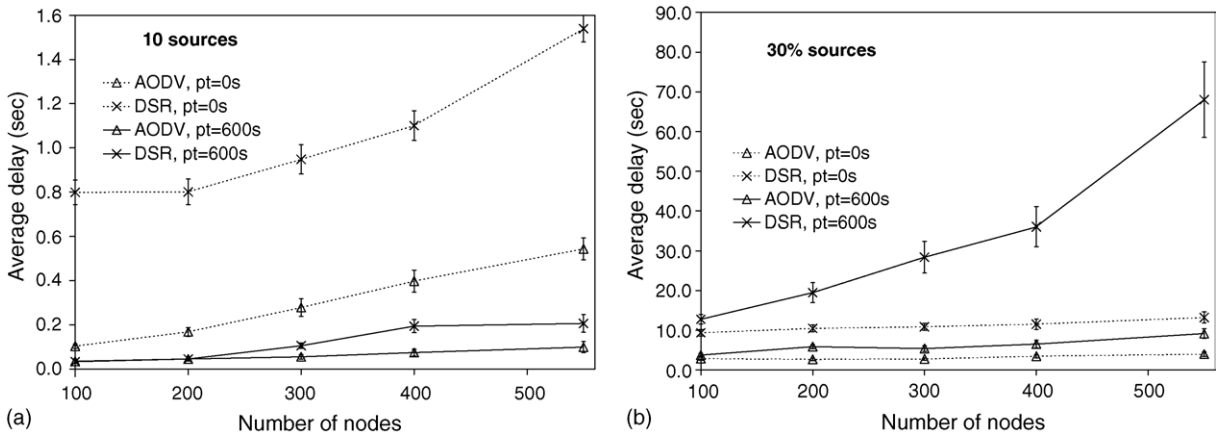 1.6
1.4
1.2
1.0
0.8
0.6
0.4
0.2
0.0
Average delay (sec)
10 sources
AODV, pt=0s
DSR, pt=0s
AODV, pt=600s
DSR, pt=600s
100 200 300 400 500
Number of nodes
(a)
90.0
80.0
70.0
60.0
50.0
40.0
30.0
20.0
10.0
0.0
Average delay (sec)
30% sources
AODV, pt=0s
DSR, pt=0s
AODV, pt=600s
DSR, pt=600s
100 200 300 400 500
Number of nodes
(b)